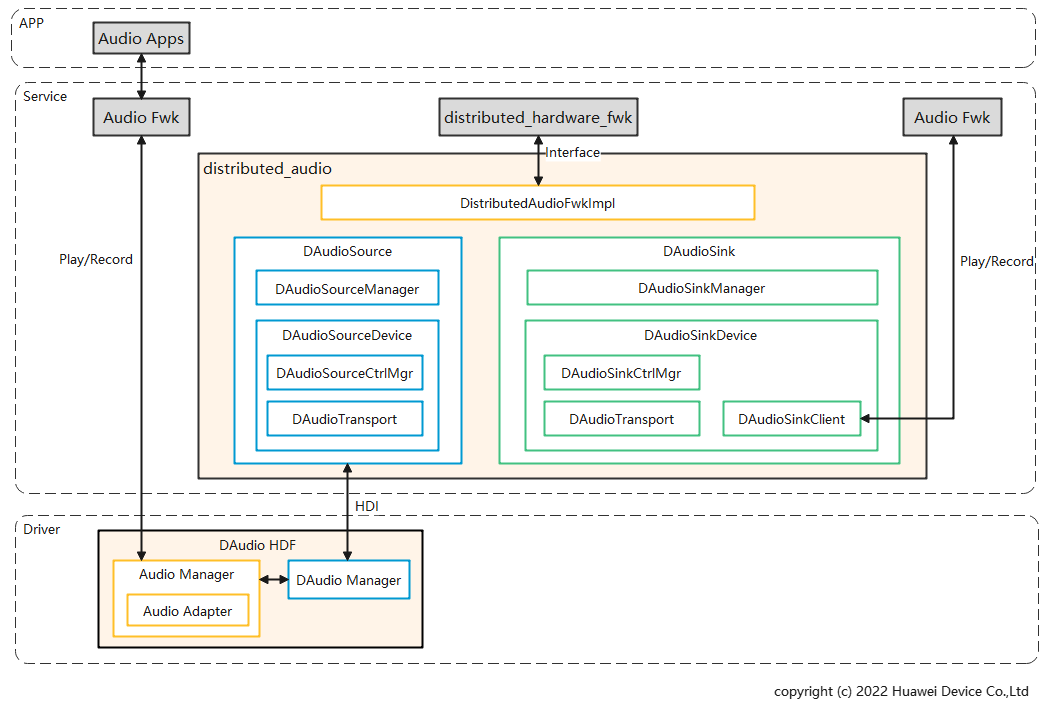 APP
Audio Apps
Service
Audio Fwk
distributed_hardware_fwk
Audio Fwk
Interface
distributed_audio
DistributedAudioFwkImpl
DAudioSource
DAudioSink
Play/Record
Play/Record
DAudioSourceManager
DAudioSinkManager
DAudioSourceDevice
DAudioSinkDevice
DAudioSourceCtrlMgr
DAudioSinkCtrlMgr
DAudioTransport
DAudioTransport
DAudioSinkClient
HDI
Driver
DAudio HDF
Audio Manager
DAudio Manager
Audio Adapter
copyright (c) 2022 Huawei Device Co.,Ltd